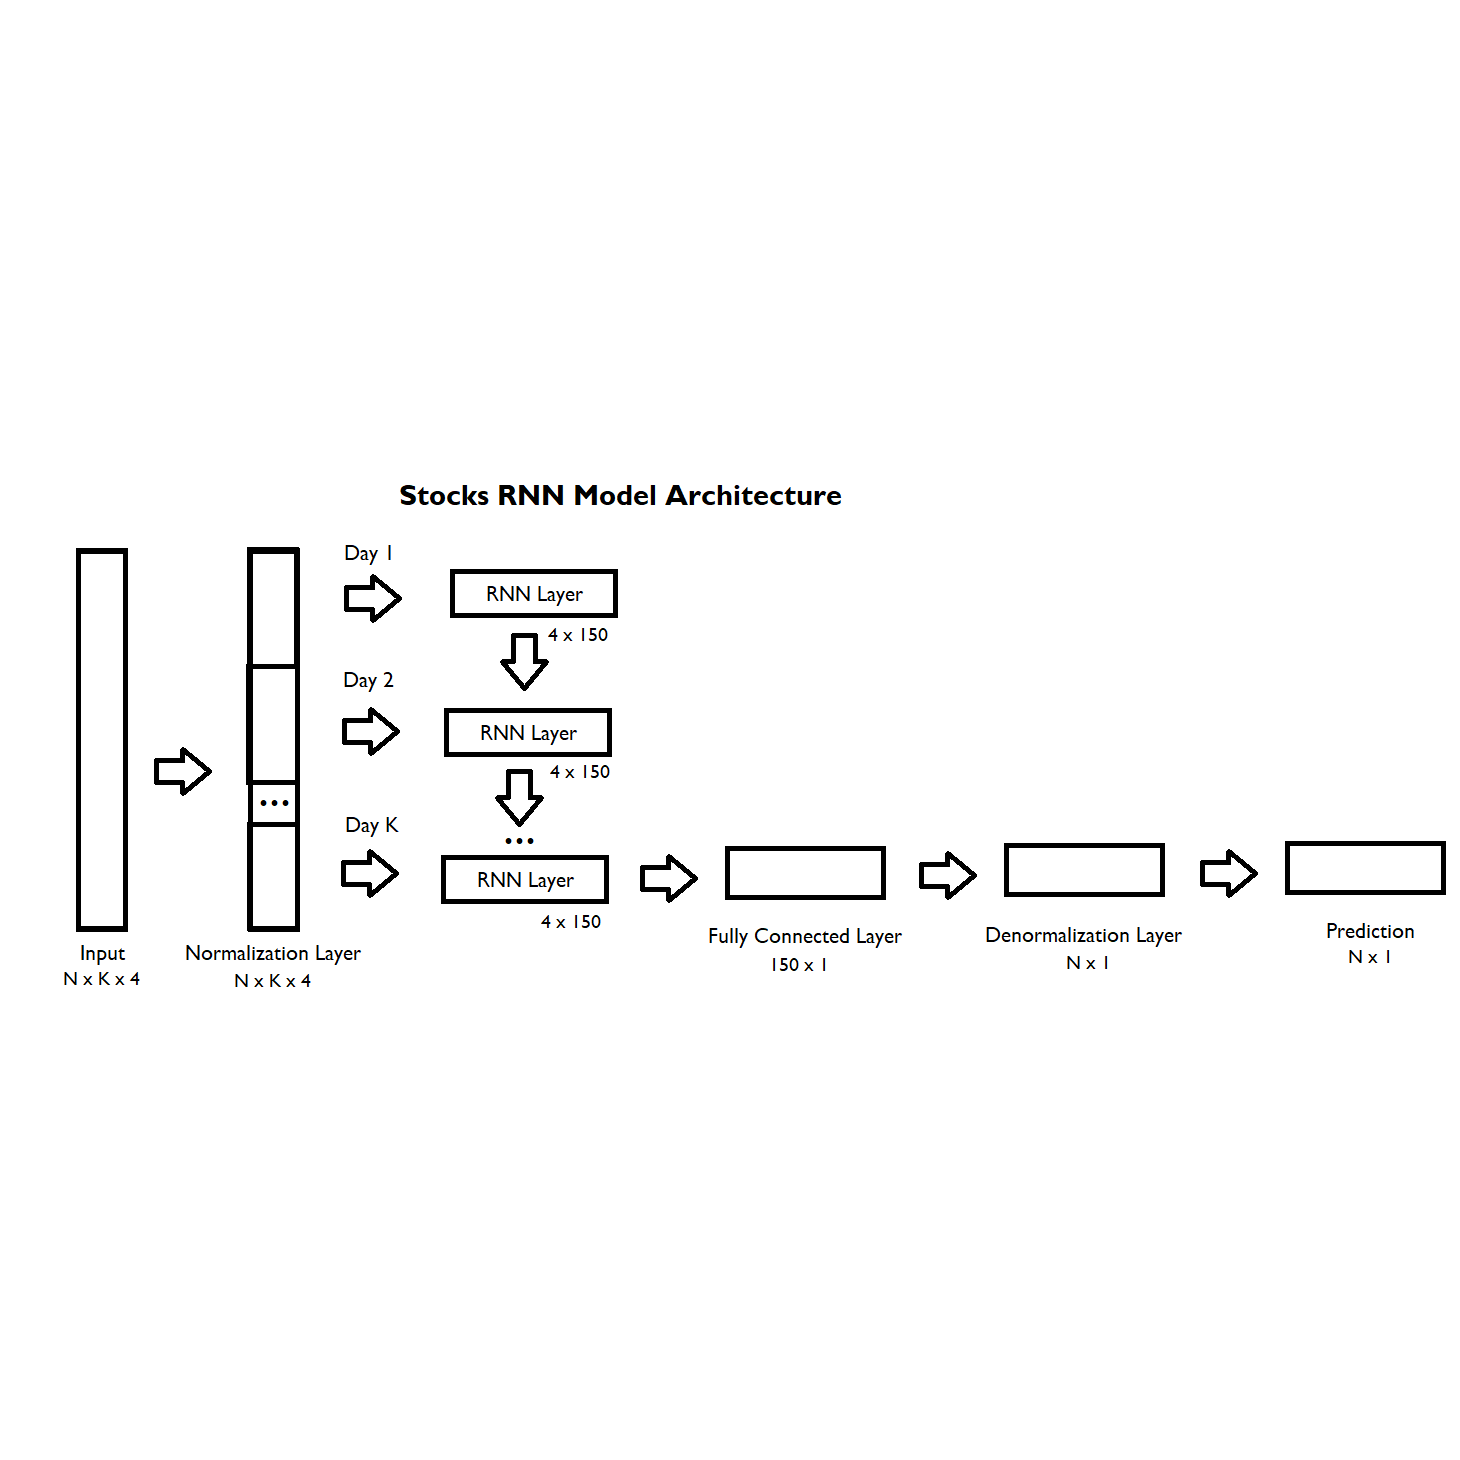 Stocks RNN Model Architecture
Day 1
RNN Layer
4 x 150
Day 2
RNN Layer
4 x 150
•••
Day K
•••
RNN Layer
4 x 150
Input
N x K x 4
Normalization Layer
N x K x 4
Fully Connected Layer
150 x 1
Denormalization Layer
N x 1
Prediction
N x 1